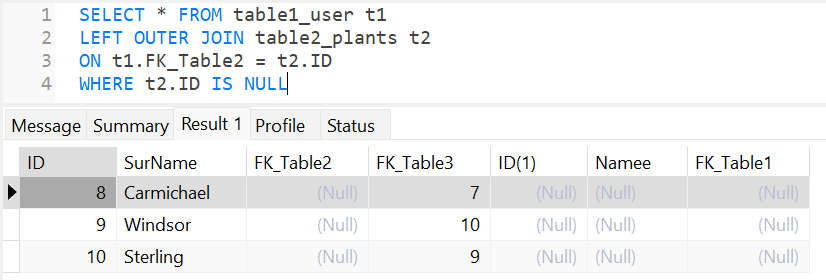 1 SELECT * FROM table1_user t1
2 LEFT OUTER JOIN table2_plants t2
3 ON t1.FK_Table2 = t2.ID
4 WHERE t2.ID IS NULL
Message Summary Result 1 Profile Status
ID SurName FK_Table2 FK_Table3 ID(1) Namee FK_Table1
8 Carmichael (Null) 7 (Null) (Null) (Null)
9 Windsor (Null) 10 (Null) (Null) (Null)
10 Sterling (Null) 9 (Null) (Null) (Null)